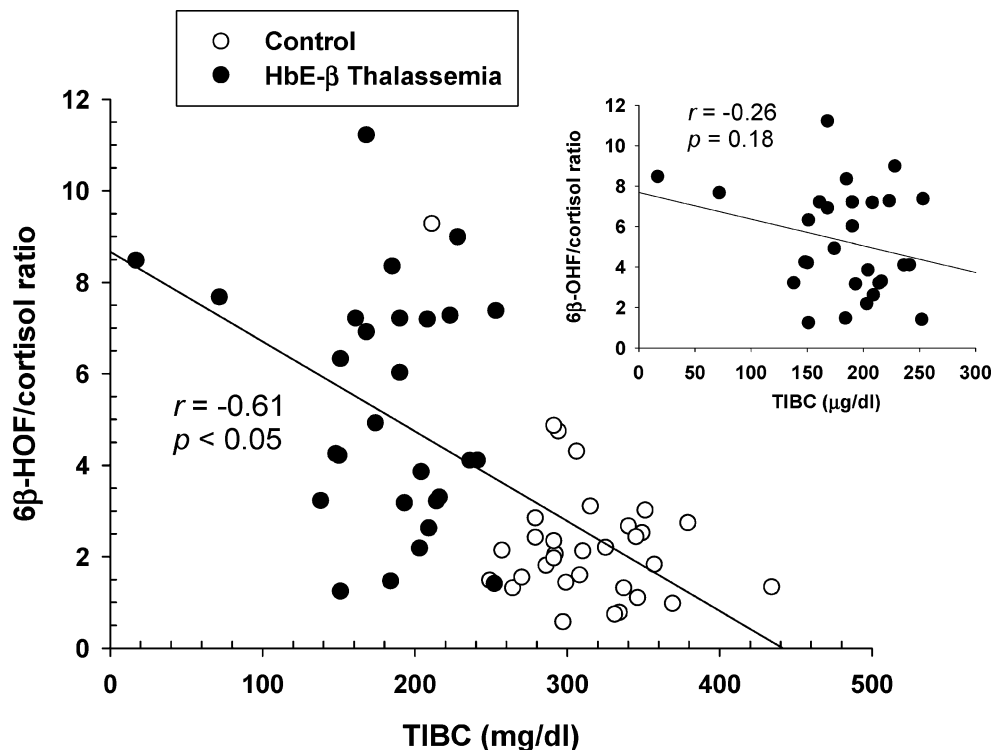 Control
HbE-β Thalassemia
12
10
8
6
4
2
0
6β-HOF/cortisol ratio
r = -0.61
p < 0.05
0
100
200
300
400
500
TIBC (mg/dl)
12
10
8
6
4
2
0
6β-OHF/cortisol ratio
r = -0.26
p = 0.18
0
50
100
150
200
250
300
TIBC (μg/dl)